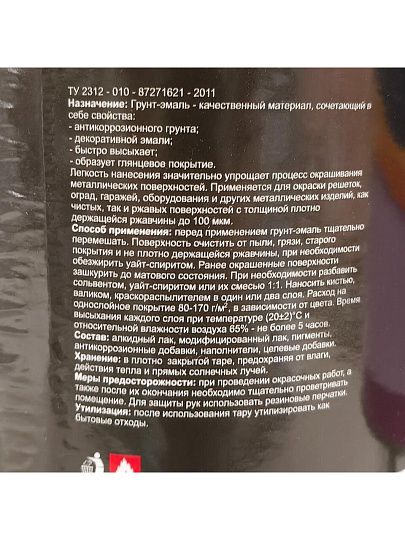 ТУ 2312 - 010 - 87271621 - 2011
Назначение: Грунт-эмаль - качественный материал, сочетающий в
себе свойства:
- антикоррозионного грунта;
- декоративной эмали;
- быстро высыхает;
- образует глянцевое покрытие.
Легкость нанесения значительно упрощает процесс окрашивания
металлических поверхностей. Применяется для окраски решеток,
оград, гаражей, оборудования и других металлических изделий, как
чистых, так и ржавых поверхностей с толщиной плотно
держащейся ржавчины до 100 мкм.
Способ применения: перед применением грунт-эмаль тщательно
перемешать. Поверхность очистить от пыли, грязи, старого
покрытия и не плотно держащейся ржавчины, при необходимости
обезжирить уайт-спиритом. Ранее окрашенные поверхности
зашкурить до матового состояния. При необходимости разбавить
сольвентом, уайт-спиритом или их смесью 1:1. Наносить кистью,
валиком, краскораспылителем в один или два слоя. Расход на
однослойное покрытие 80-170 г/м², в зависимости от цвета. Время
высыхания каждого слоя при температуре (20±2)°С и
относительной влажности воздуха 65% - не более 5 часов.
Состав: алкидный лак, модифицированный лак, пигменты,
антикоррозионные добавки, наполнители, целевые добавки.
Хранение: в плотно закрытой таре, предохраняя от влаги,
действия тепла и прямых солнечных лучей.
Меры предосторожности: при проведении окрасочных работ, а
также после их окончания необходимо тщательно проветривать
помещение. Для защиты рук использовать резиновые перчатки.
Утилизация: после использования тару утилизировать как
бытовые отходы.